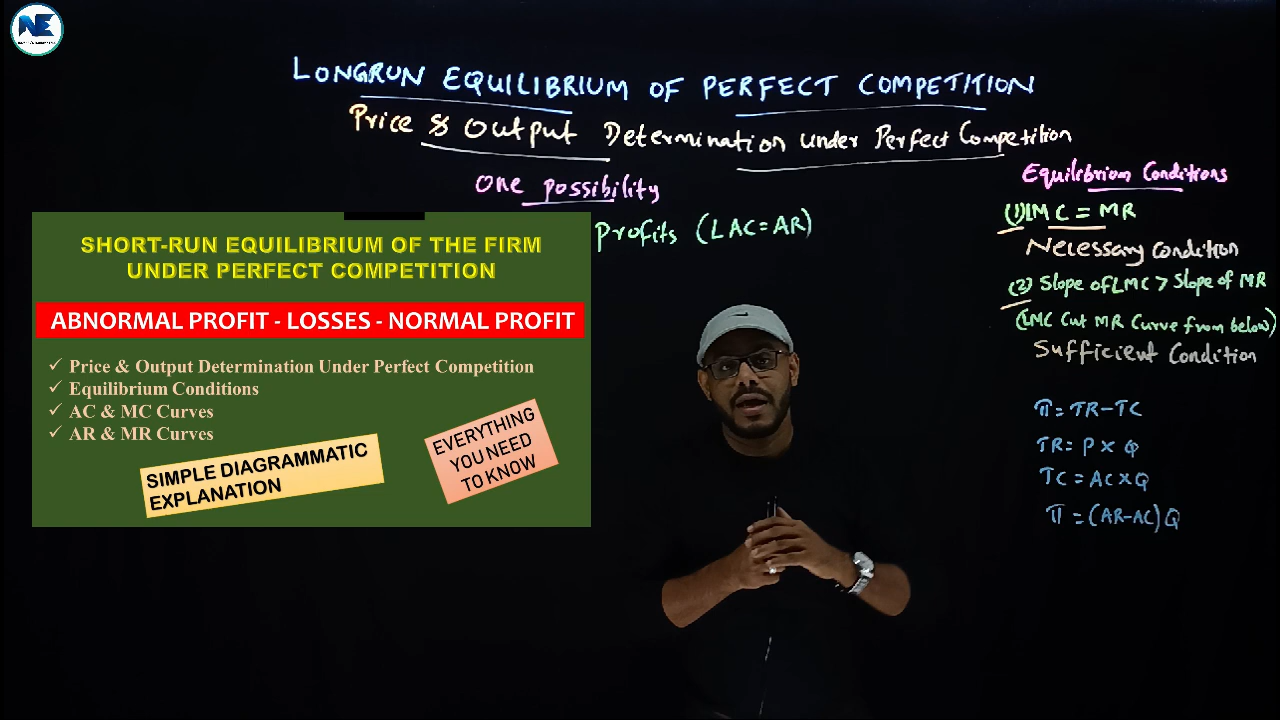 NE
LONGRUN EQUILIBRIUM OF PERFECT COMPETITION
Price & Output Determination Under Perfect Competition
One possibility
profits (LAC=AR)
SHORT-RUN EQUILIBRIUM OF THE FIRM
UNDER PERFECT COMPETITION
ABNORMAL PROFIT - LOSSES - NORMAL PROFIT
✓ Price & Output Determination Under Perfect Competition
✓ Equilibrium Conditions
✓ AC & MC Curves
✓ AR & MR Curves
SIMPLE DIAGRAMMATIC
EXPLANATION
EVERYTHING
YOU NEED
TO KNOW
Equilibrium Conditions
(1) LMC = MR
Necessary Condition
(2) Slope of LMC > Slope of MR
(LMC Cut MR Curve from below)
Sufficient Condition
π = TR-TC
TR = P x Q
TC = AC x Q
π = (AR-AC)Q